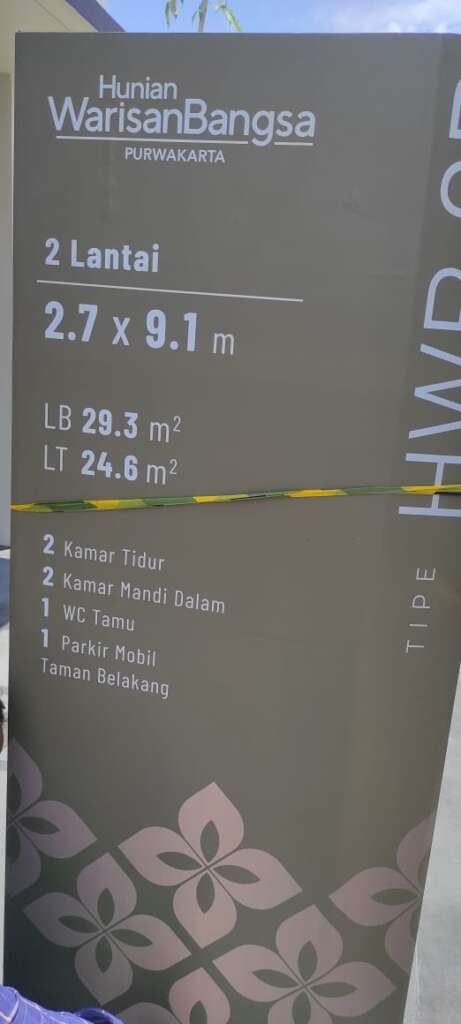 Hunian
WarisanBangsa
PURWAKARTA
2 Lantai
2.7 x 9.1 m
LB 29.3 m²
LT 24.6 m²
2 Kamar Tidur
2 Kamar Mandi Dalam
1 WC Tamu
1 Parkir Mobil
Taman Belakang
TIPE HWB